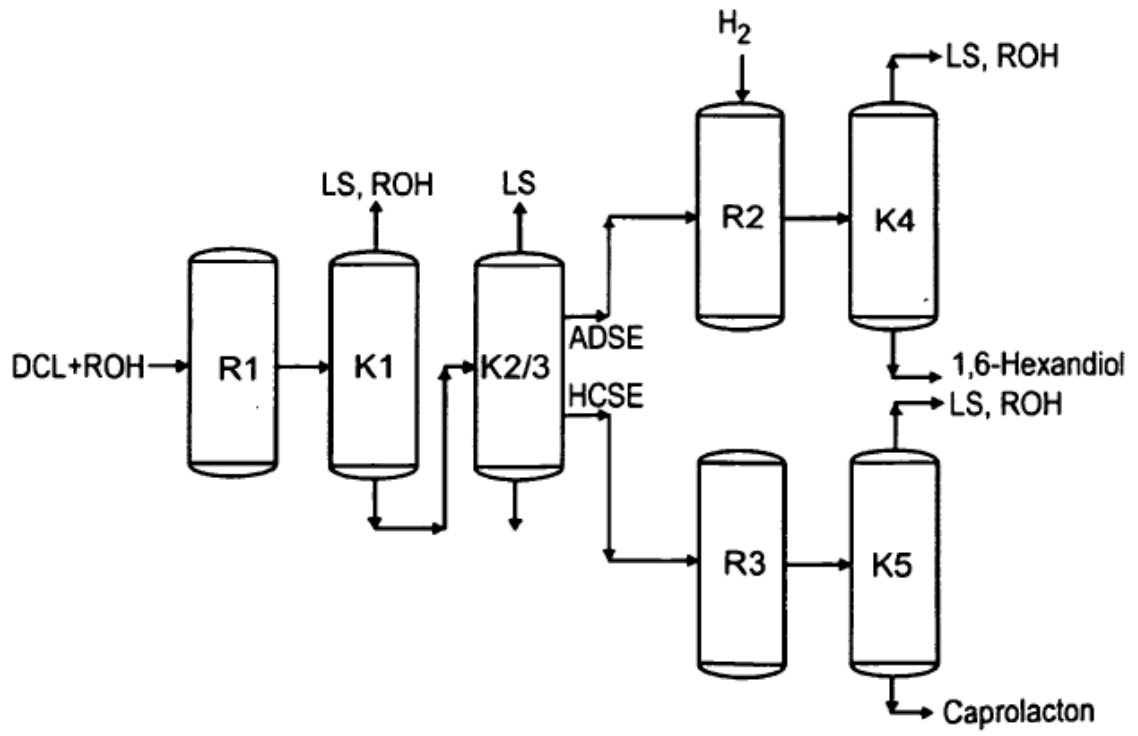 H2
LS, ROH
LS, ROH
LS
R2
K4
ADSE
DCL+ROH
R1
K1
K2/3
HCSE
1,6-Hexandiol
LS, ROH
R3
K5
Caprolacton